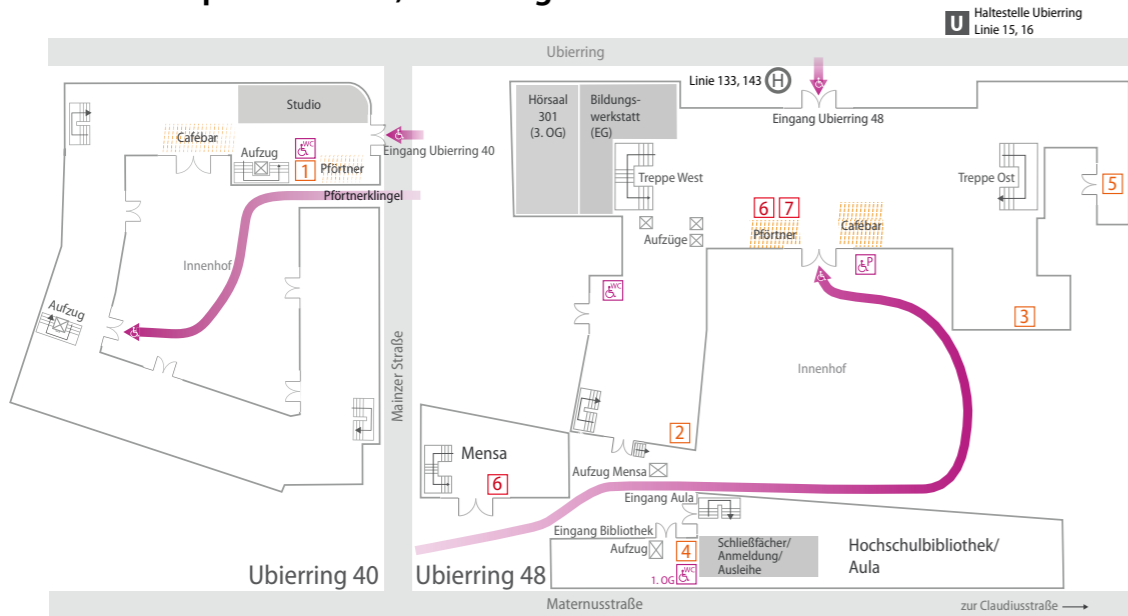 U Haltestelle Ubierring
Linie 15, 16
Ubierring
Linie 133, 143 H
Eingang Ubierring 48
Studio
Cafébar
Aufzug
WC
1
Pförtner
Eingang Ubierring 40
Pförtnerklingel
Innenhof
Aufzug
Mainzer Straße
Hörsaal
301
(3. OG)
Bildungs-
werkstatt
(EG)
Treppe West
Treppe Ost
5
6 7
Pförtner
Cafébar
Aufzüge
P
WC
3
Innenhof
2
Mensa
6
Aufzug Mensa
Eingang Aula
Eingang Bibliothek
Aufzug
4
1. OG WC
Schließfächer/
Anmeldung/
Ausleihe
Hochschulbibliothek/
Aula
Ubierring 40
Ubierring 48
Maternusstraße
zur Claudiusstraße